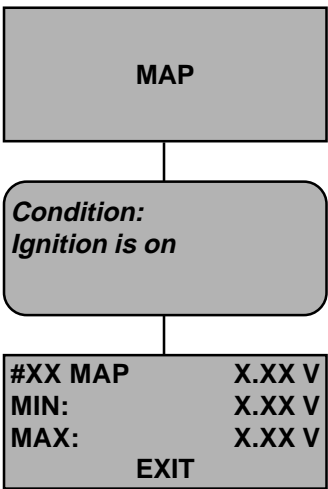 MAP
Condition:
Ignition is on
#XX MAP X.XX V
MIN: X.XX V
MAX: X.XX V
EXIT